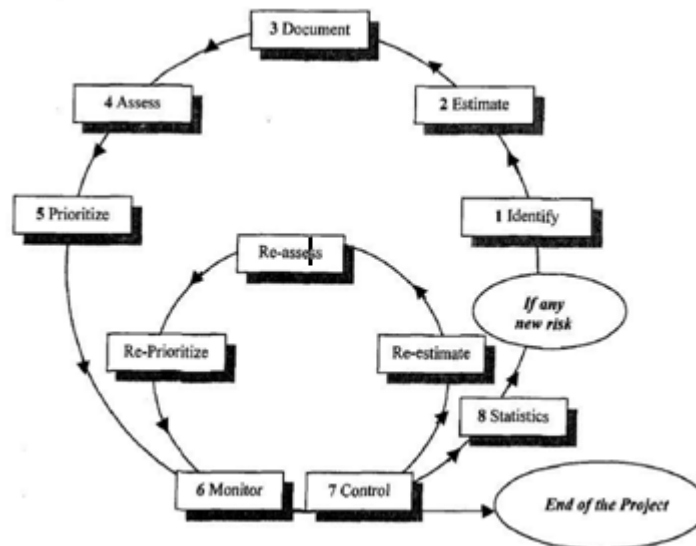 3 Document
4 Assess
2 Estimate
5 Prioritize
1 Identify
Re-assess
If any
new risk
Re-Prioritize
Re-estimate
8 Statistics
6 Monitor
7 Control
End of the Project